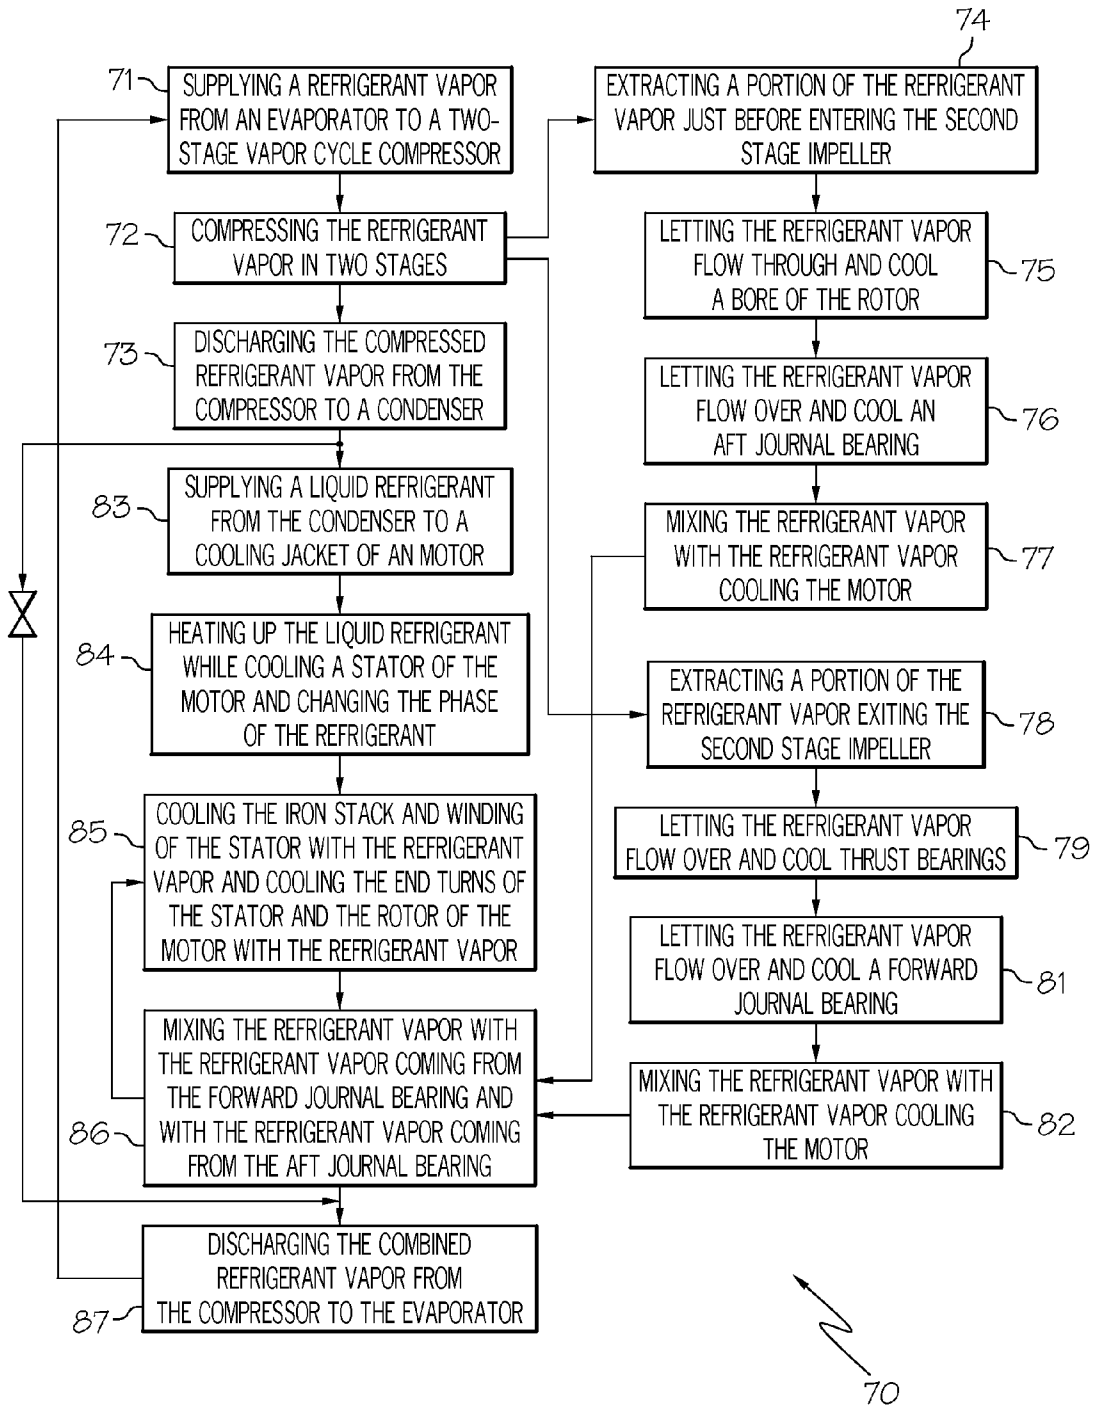 71
SUPPLYING A REFRIGERANT VAPOR
FROM AN EVAPORATOR TO A TWO-
STAGE VAPOR CYCLE COMPRESSOR
72
COMPRESSING THE REFRIGERANT
VAPOR IN TWO STAGES
73
DISCHARGING THE COMPRESSED
REFRIGERANT VAPOR FROM THE
COMPRESSOR TO A CONDENSER
83
SUPPLYING A LIQUID REFRIGERANT
FROM THE CONDENSER TO A
COOLING JACKET OF AN MOTOR
84
HEATING UP THE LIQUID REFRIGERANT
WHILE COOLING A STATOR OF THE
MOTOR AND CHANGING THE PHASE
OF THE REFRIGERANT
85
COOLING THE IRON STACK AND WINDING
OF THE STATOR WITH THE REFRIGERANT
VAPOR AND COOLING THE END TURNS OF
THE STATOR AND THE ROTOR OF THE
MOTOR WITH THE REFRIGERANT VAPOR
86
MIXING THE REFRIGERANT VAPOR WITH
THE REFRIGERANT VAPOR COMING FROM
THE FORWARD JOURNAL BEARING AND
WITH THE REFRIGERANT VAPOR COMING
FROM THE AFT JOURNAL BEARING
87
DISCHARGING THE COMBINED
REFRIGERANT VAPOR FROM
THE COMPRESSOR TO THE EVAPORATOR
74
EXTRACTING A PORTION OF THE REFRIGERANT
VAPOR JUST BEFORE ENTERING THE SECOND
STAGE IMPELLER
LETTING THE REFRIGERANT VAPOR
FLOW THROUGH AND COOL
A BORE OF THE ROTOR
75
LETTING THE REFRIGERANT VAPOR
FLOW OVER AND COOL AN
AFT JOURNAL BEARING
76
MIXING THE REFRIGERANT VAPOR
WITH THE REFRIGERANT VAPOR
COOLING THE MOTOR
77
EXTRACTING A PORTION OF THE
REFRIGERANT VAPOR EXITING THE
SECOND STAGE IMPELLER
78
LETTING THE REFRIGERANT VAPOR
FLOW OVER AND COOL THRUST BEARINGS
79
LETTING THE REFRIGERANT VAPOR
FLOW OVER AND COOL A FORWARD
JOURNAL BEARING
81
MIXING THE REFRIGERANT VAPOR WITH
THE REFRIGERANT VAPOR COOLING
THE MOTOR
82
70